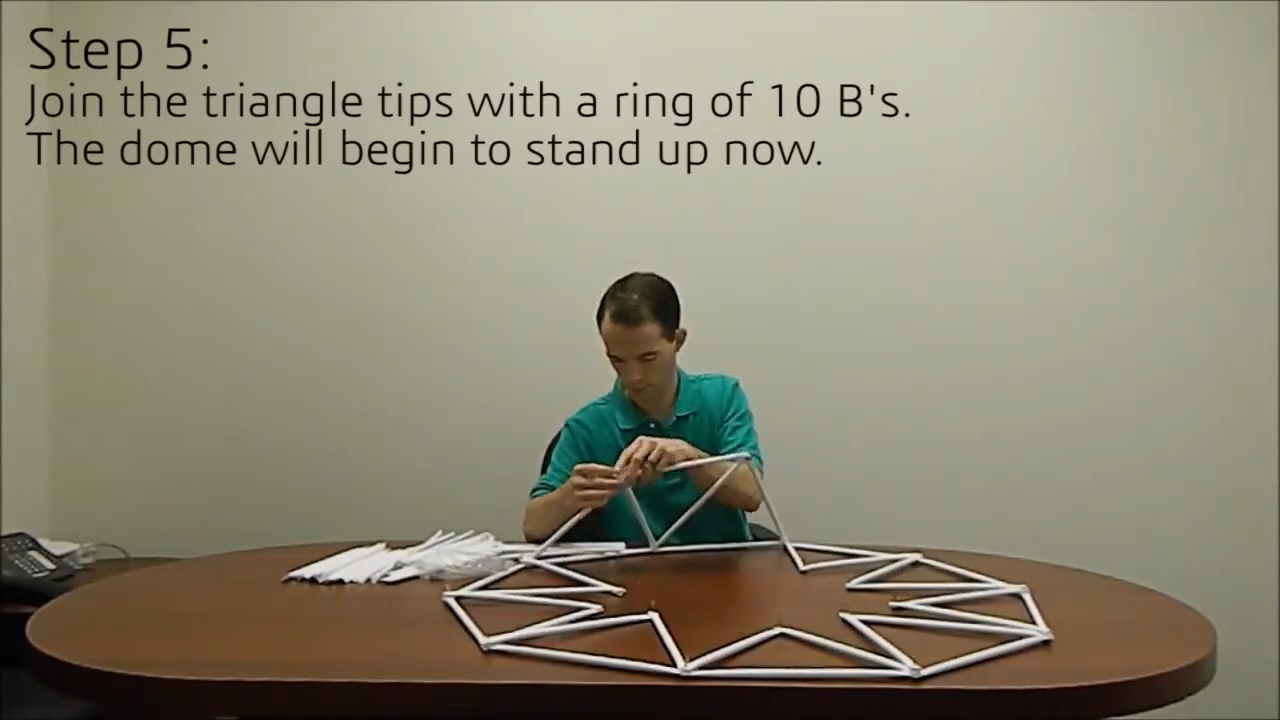 Step 5:
Join the triangle tips with a ring of 10 B's.
The dome will begin to stand up now.